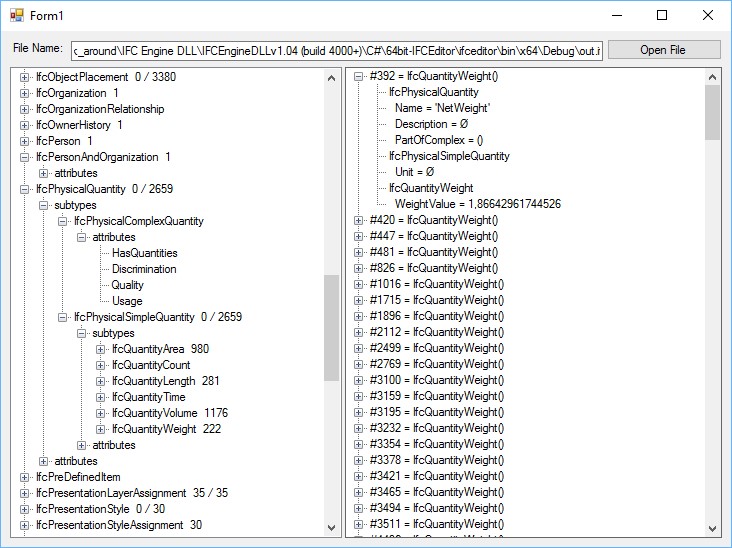 Form1
File Name: k_around\IFC Engine DLL\IFCEngineDLLv1.04 (build 4000+)\C#\64bit-IFCEditor\ifceditor\bin\x64\Debug\out.i
Open File
IfcObjectPlacement 0 / 3380
IfcOrganization 1
IfcOrganizationRelationship
IfcOwnerHistory 1
IfcPerson 1
IfcPersonAndOrganization 1
attributes
IfcPhysicalQuantity 0 / 2659
subtypes
IfcPhysicalComplexQuantity
attributes
HasQuantities
Discrimination
Quality
Usage
IfcPhysicalSimpleQuantity 0 / 2659
subtypes
IfcQuantityArea 980
IfcQuantityCount
IfcQuantityLength 281
IfcQuantityTime
IfcQuantityVolume 1176
IfcQuantityWeight 222
attributes
attributes
IfcPreDefinedItem
IfcPresentationLayerAssignment 35 / 35
IfcPresentationStyle 0 / 30
IfcPresentationStyleAssignment 30
#392 = IfcQuantityWeight()
IfcPhysicalQuantity
Name = 'NetWeight'
Description = Ø
PartOfComplex = ()
IfcPhysicalSimpleQuantity
Unit = Ø
IfcQuantityWeight
WeightValue = 1,86642961744526
#420 = IfcQuantityWeight()
#447 = IfcQuantityWeight()
#481 = IfcQuantityWeight()
#826 = IfcQuantityWeight()
#1016 = IfcQuantityWeight()
#1715 = IfcQuantityWeight()
#1896 = IfcQuantityWeight()
#2112 = IfcQuantityWeight()
#2499 = IfcQuantityWeight()
#2769 = IfcQuantityWeight()
#3100 = IfcQuantityWeight()
#3159 = IfcQuantityWeight()
#3195 = IfcQuantityWeight()
#3232 = IfcQuantityWeight()
#3354 = IfcQuantityWeight()
#3378 = IfcQuantityWeight()
#3421 = IfcQuantityWeight()
#3465 = IfcQuantityWeight()
#3494 = IfcQuantityWeight()
#3511 = IfcQuantityWeight()